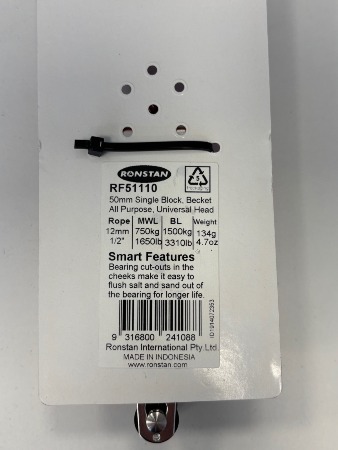 RONSTAN
RF51110
50mm Single Block, Becket
All Purpose, Universal Head
Rope MWL BL Weight
12mm 750kg 1500kg 134g
1/2" 1650lb 3310lb 4.7oz
Smart Features
Bearing cut-outs in the
cheeks make it easy to
flush salt and sand out of
the bearing for longer life.
9 316800 241088
Ronstan International Pty.Ltd
MADE IN INDONESIA
www.ronstan.com